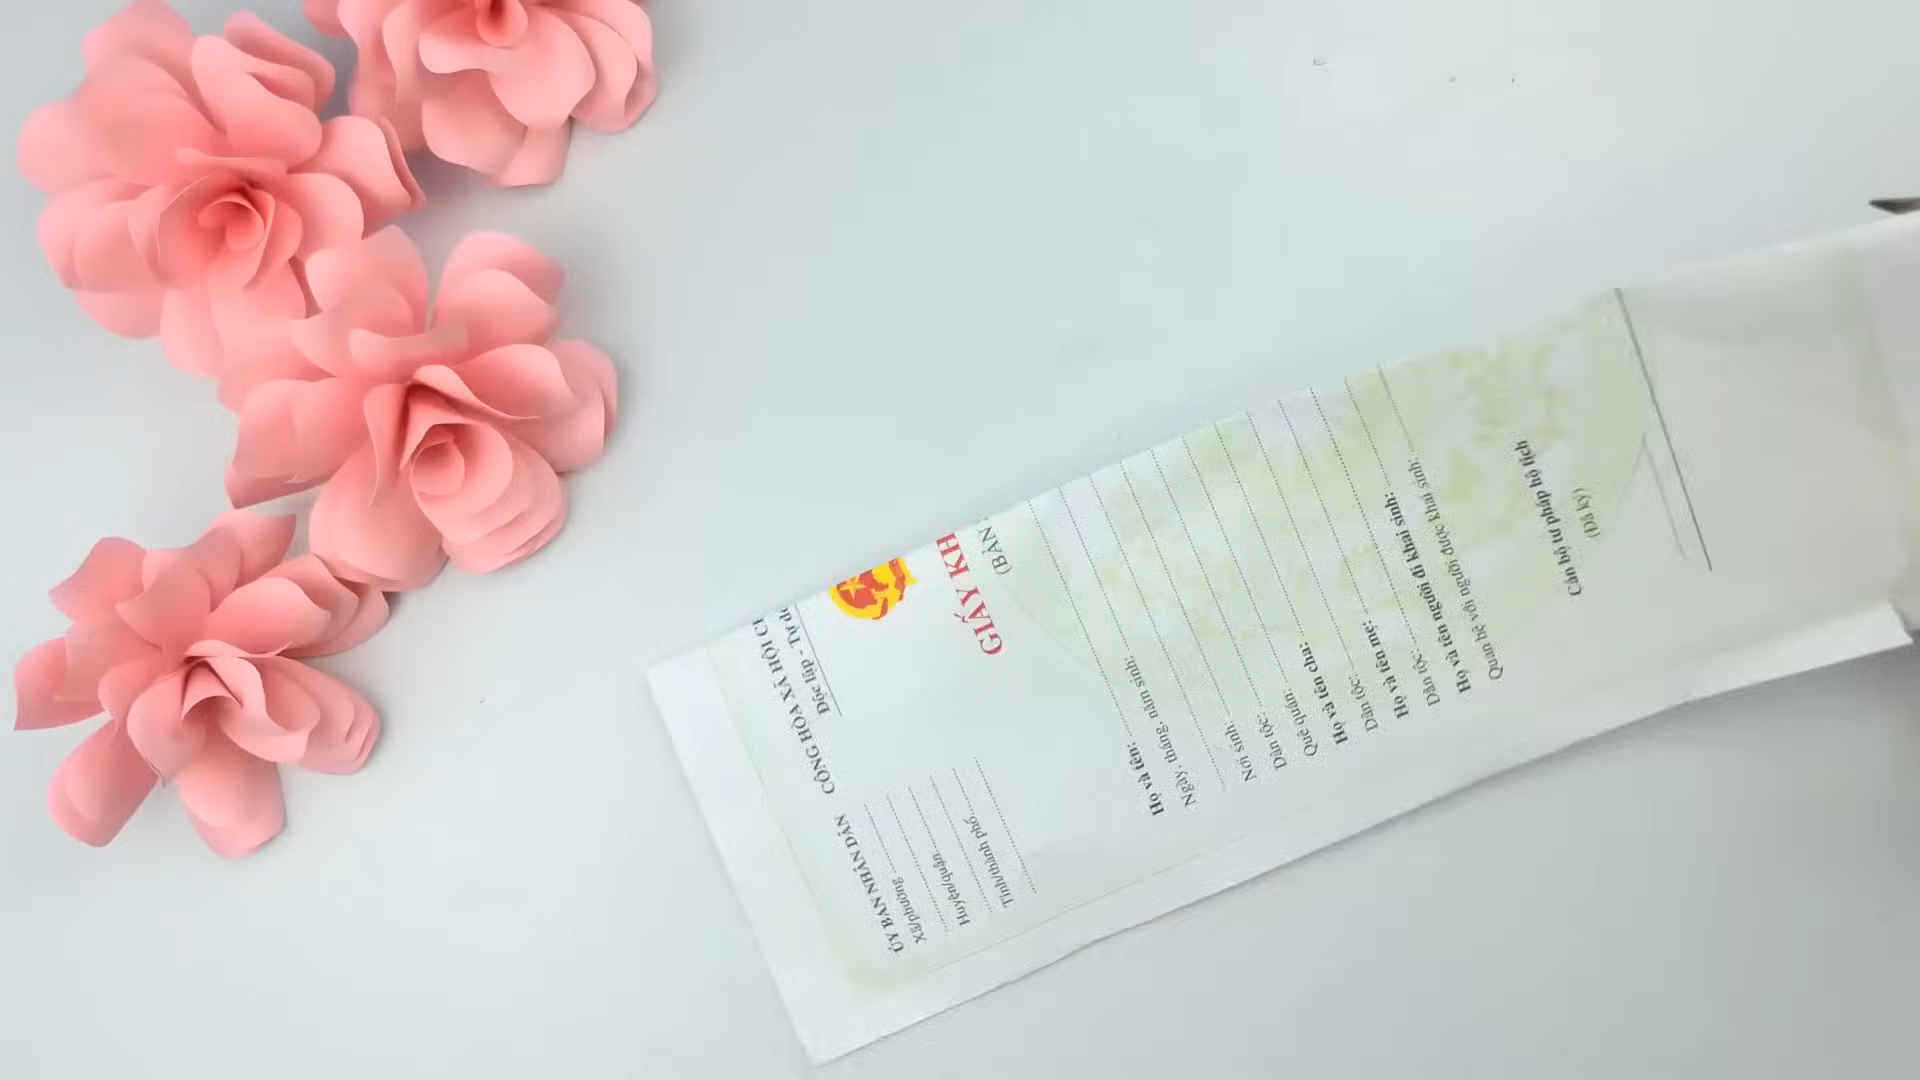 ỦY BAN NHÂN DÂN
Xã/phường
Huyện/quận
Tỉnh/thành phố
CỘNG HÒA XÃ HỘI CH
Độc lập - Tự do
GIẤY KH
(BẢN
Họ và tên:
Ngày, tháng, năm sinh:
Nơi sinh:
Dân tộc:
Quê quán:
Họ và tên cha:
Dân tộc:
Họ và tên mẹ:
Dân tộc:
Họ và tên người đi khai sinh:
Quan hệ với người được khai sinh:
Cán bộ tư pháp hộ tịch
(Đã ký)